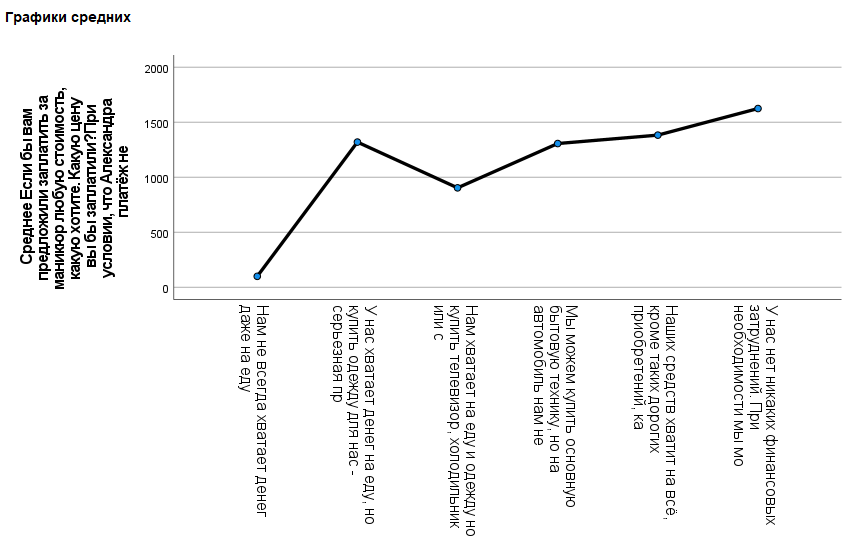 Графики средних
Среднее Если бы вам
предложили заплатить за
маникюр любую стоимость,
какую хотите. Какую цену
вы бы заплатили?При
условии, что Александра
платёж не
2000
1500
1000
500
0
Нам не всегда хватает денег
даже на еду
У нас хватает денег на еду, но
купить одежду для нас -
серьезная пр
Нам хватает на еду и одежду но
купить телевизор, холодильник
или с
Мы можем купить основную
бытовую технику, но на
автомобиль нам не
Наших средств хватит на всё,
кроме таких дорогих
приобретений, ка
У нас нет никаких финансовых
затруднений. При
необходимости мы мо